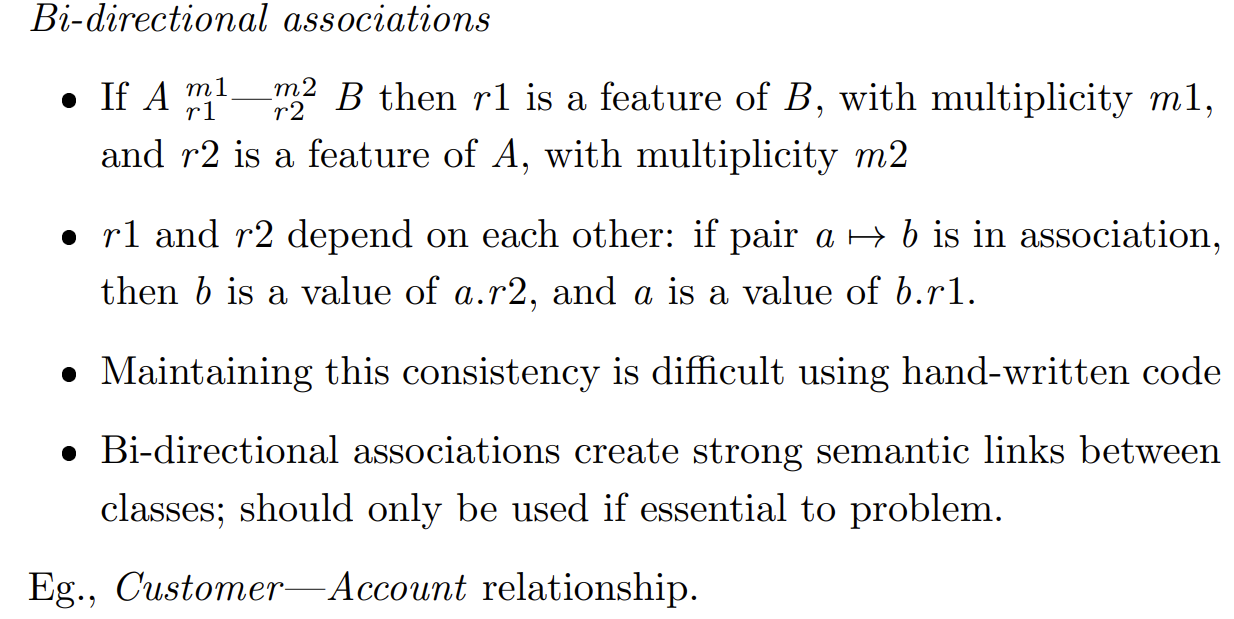 Bi-directional associations
• If A m1 r1 — m2 r2 B then r1 is a feature of B, with multiplicity m1,
and r2 is a feature of A, with multiplicity m2
• r1 and r2 depend on each other: if pair a ↦ b is in association,
then b is a value of a.r2, and a is a value of b.r1.
• Maintaining this consistency is difficult using hand-written code
• Bi-directional associations create strong semantic links between
classes; should only be used if essential to problem.
Eg., Customer—Account relationship.